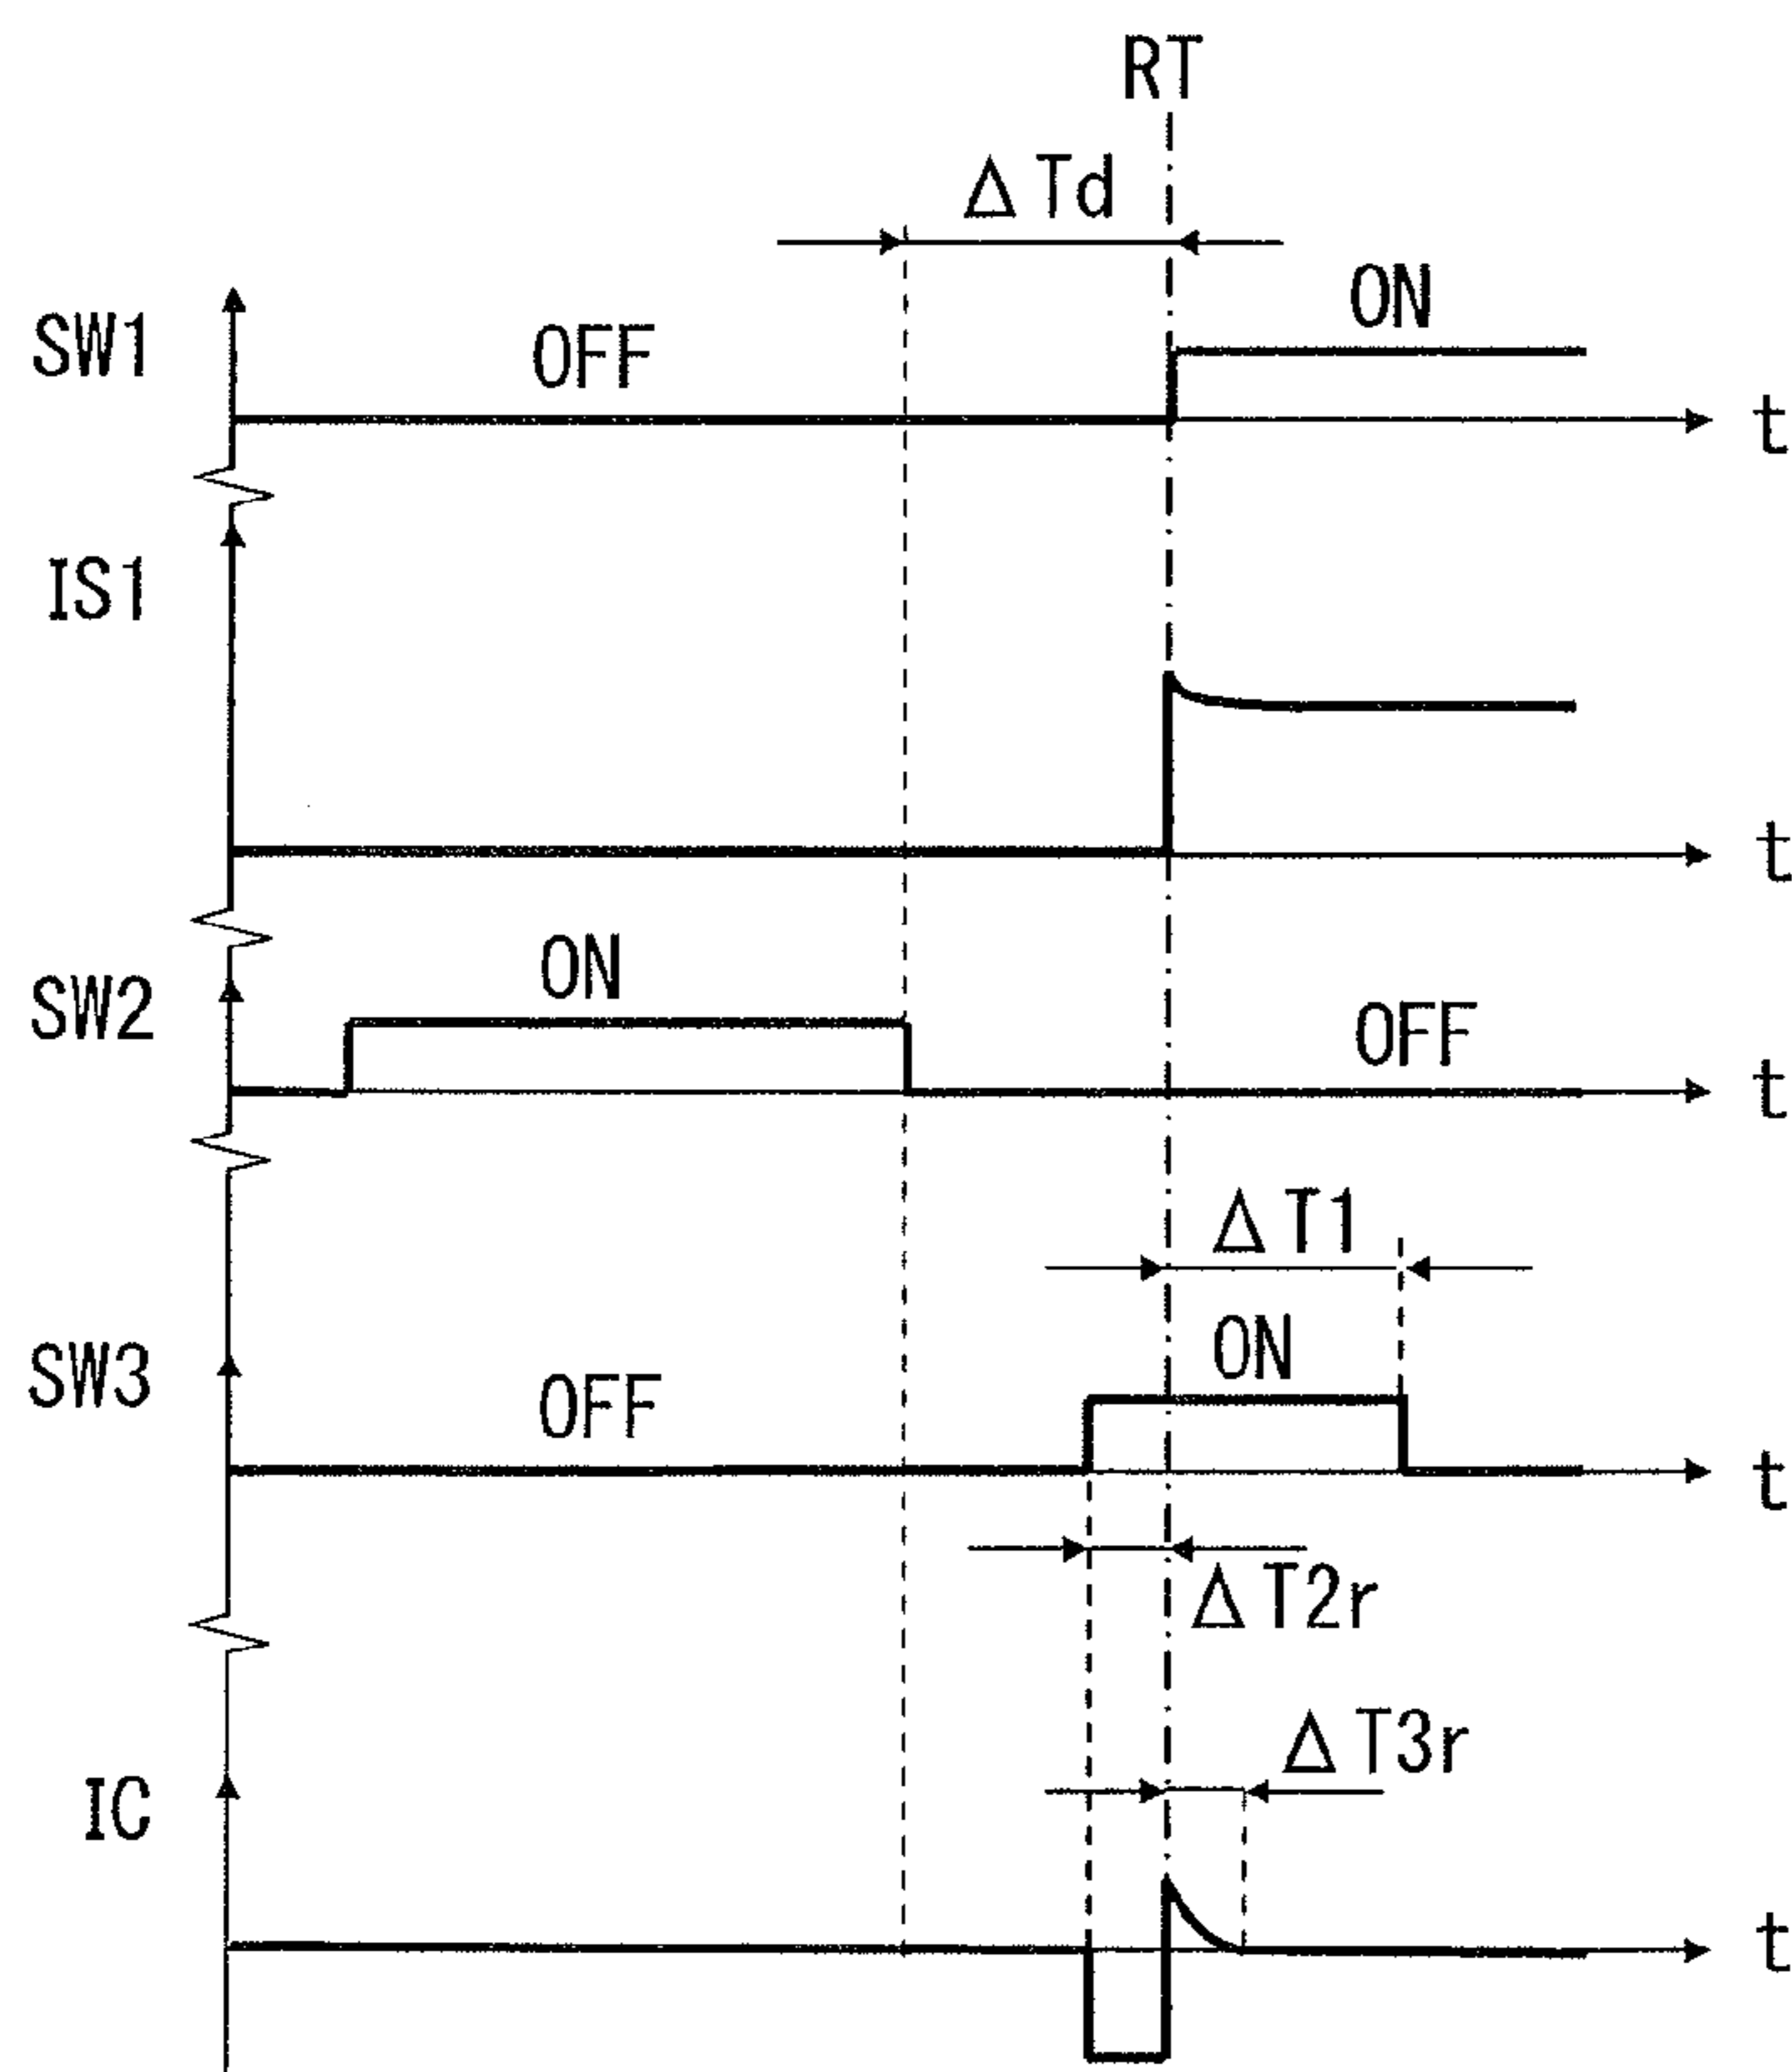 RT
ΔTd
SW1
OFF
ON
t
IS1
t
SW2
ON
OFF
t
ΔT1
SW3
OFF
ON
t
ΔT2r
ΔT3r
IC
t